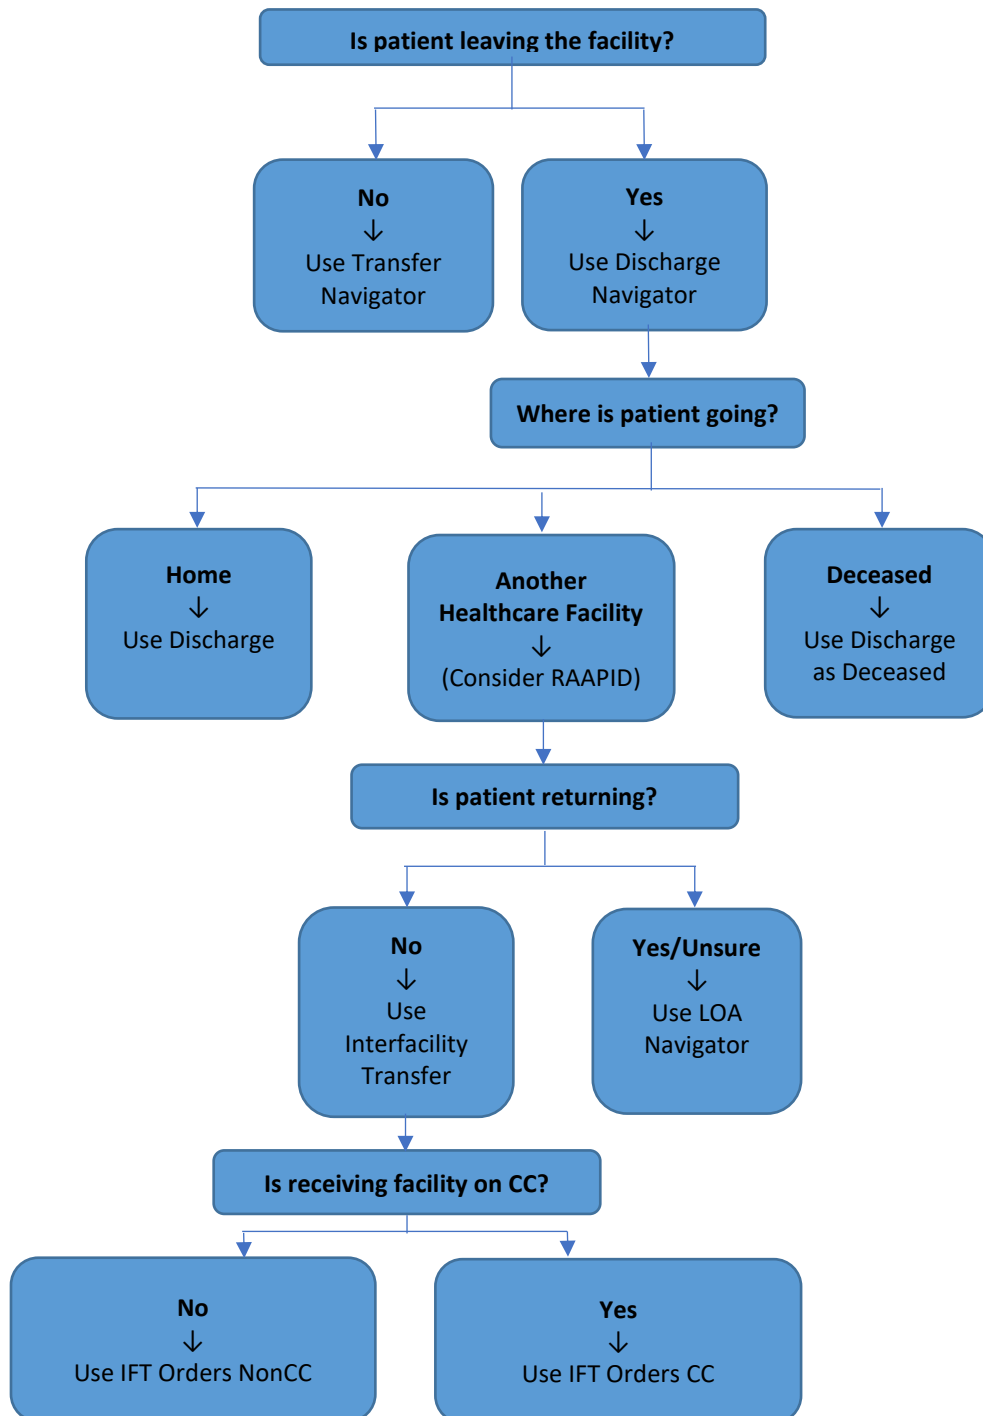 Is patient leaving the facility?
No
↓
Use Transfer
Navigator
Yes
↓
Use Discharge
Navigator
Where is patient going?
Home
↓
Use Discharge
Another
Healthcare Facility
↓
(Consider RAAPID)
Deceased
↓
Use Discharge
as Deceased
Is patient returning?
No
↓
Use
Interfacility
Transfer
Yes/Unsure
↓
Use LOA
Navigator
Is receiving facility on CC?
No
↓
Use IFT Orders NonCC
Yes
↓
Use IFT Orders CC